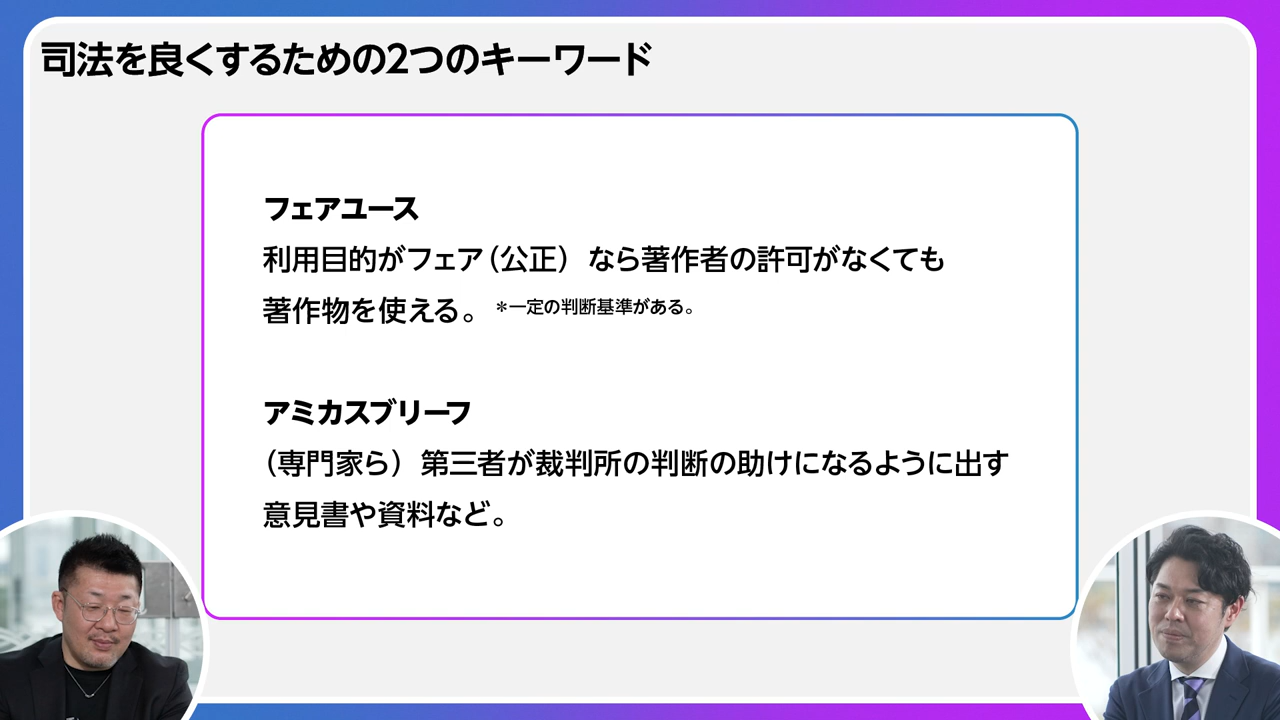 司法を良くするための2つのキーワード
フェアユース
利用目的がフェア（公正）なら著作者の許可がなくても
著作物を使える。 ＊一定の判断基準がある。
アミカスブリーフ
（専門家ら）第三者が裁判所の判断の助けになるように出す
意見書や資料など。